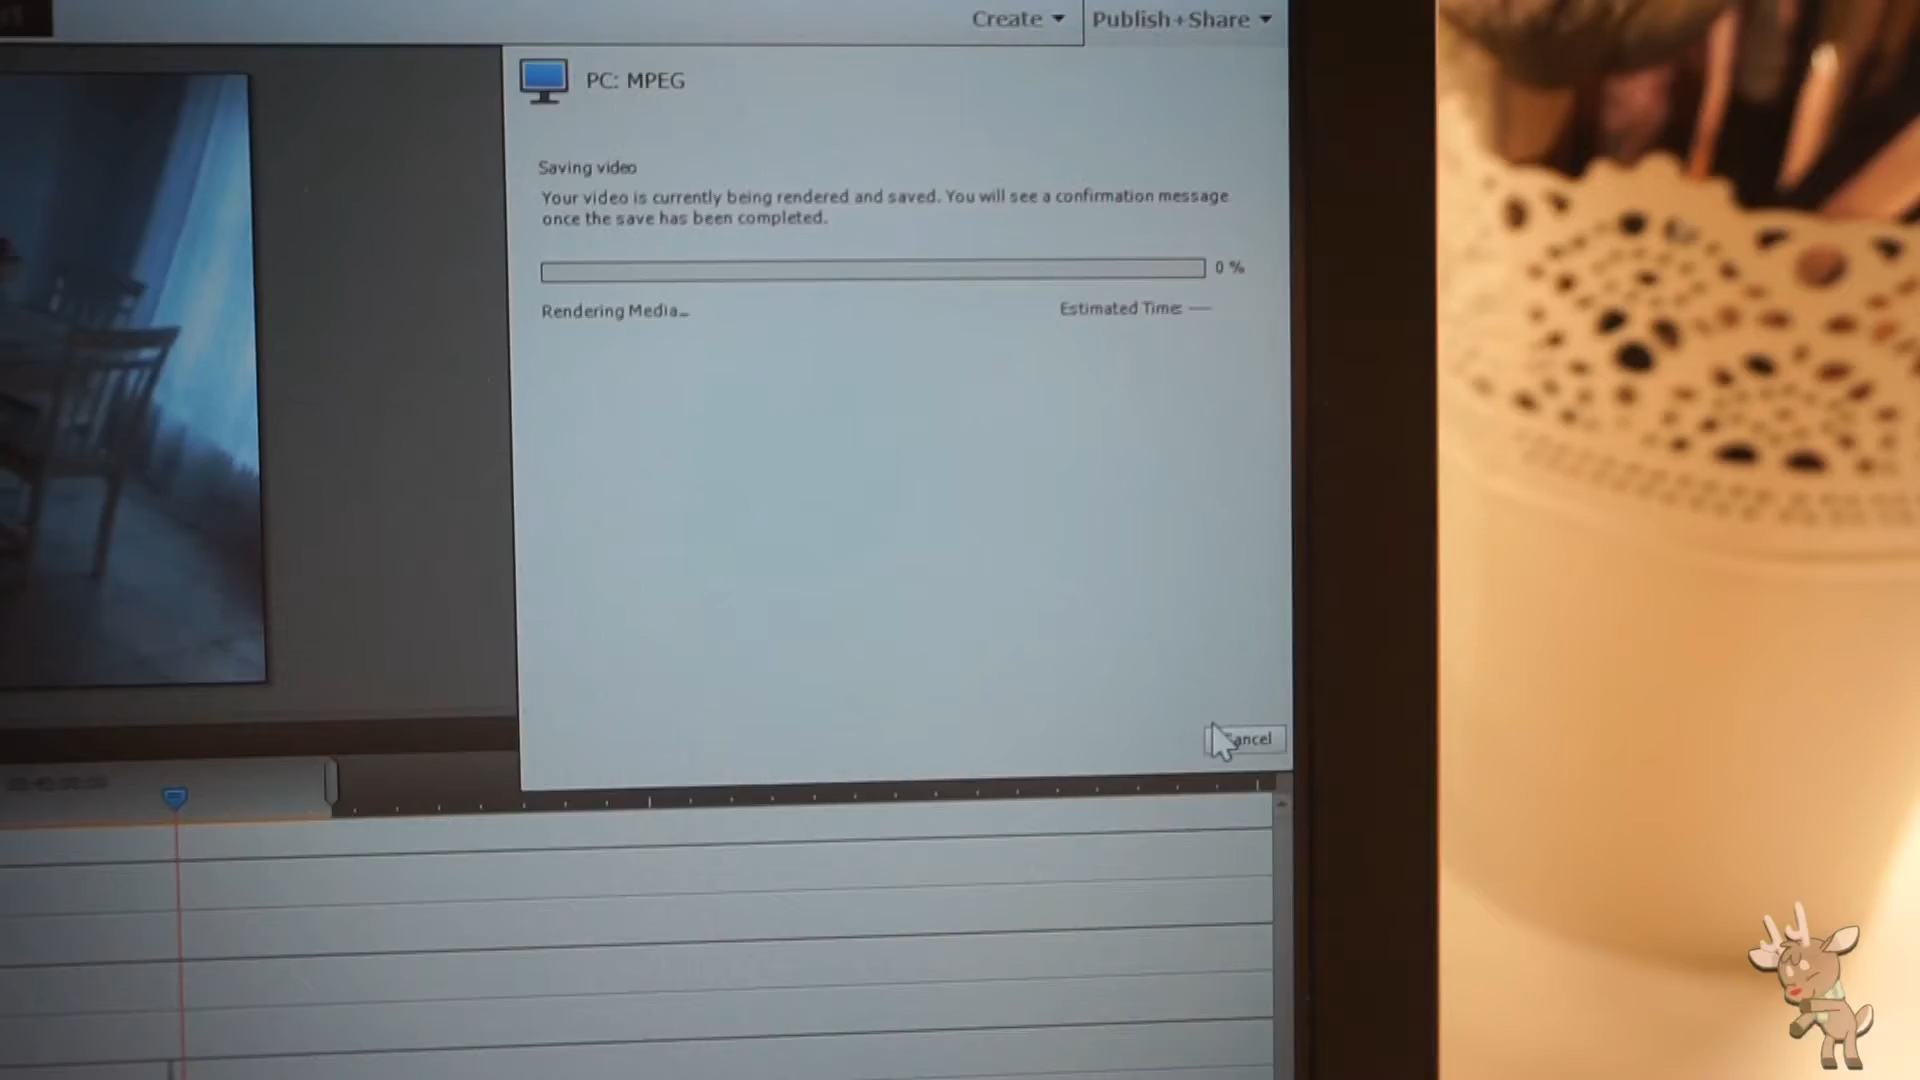 Create
Publish+Share
PC: MPEG
Saving video
Your video is currently being rendered and saved. You will see a confirmation message
once the save has been completed.
0 %
Rendering Media...
Estimated Time: ---